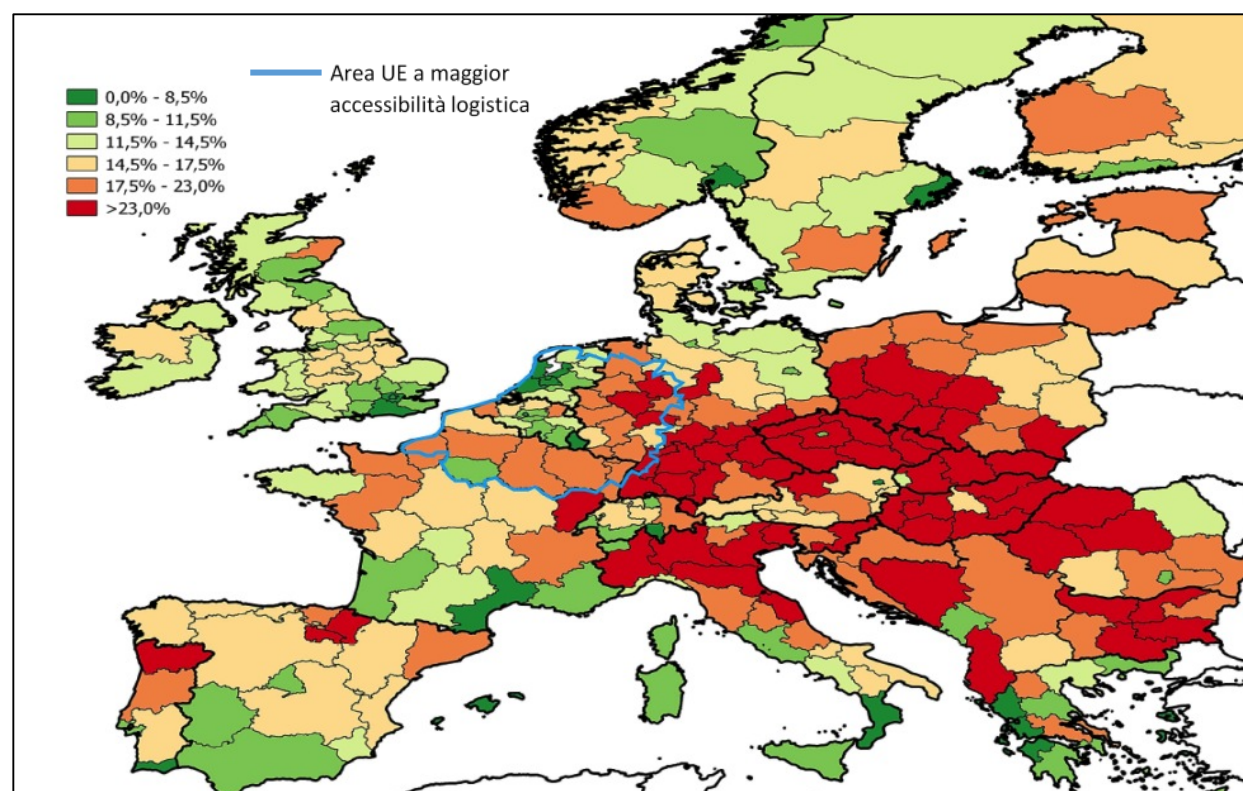 Area UE a maggior
accessibilità logistica
0,0% - 8,5%
8,5% - 11,5%
11,5% - 14,5%
14,5% - 17,5%
17,5% - 23,0%
>23,0%